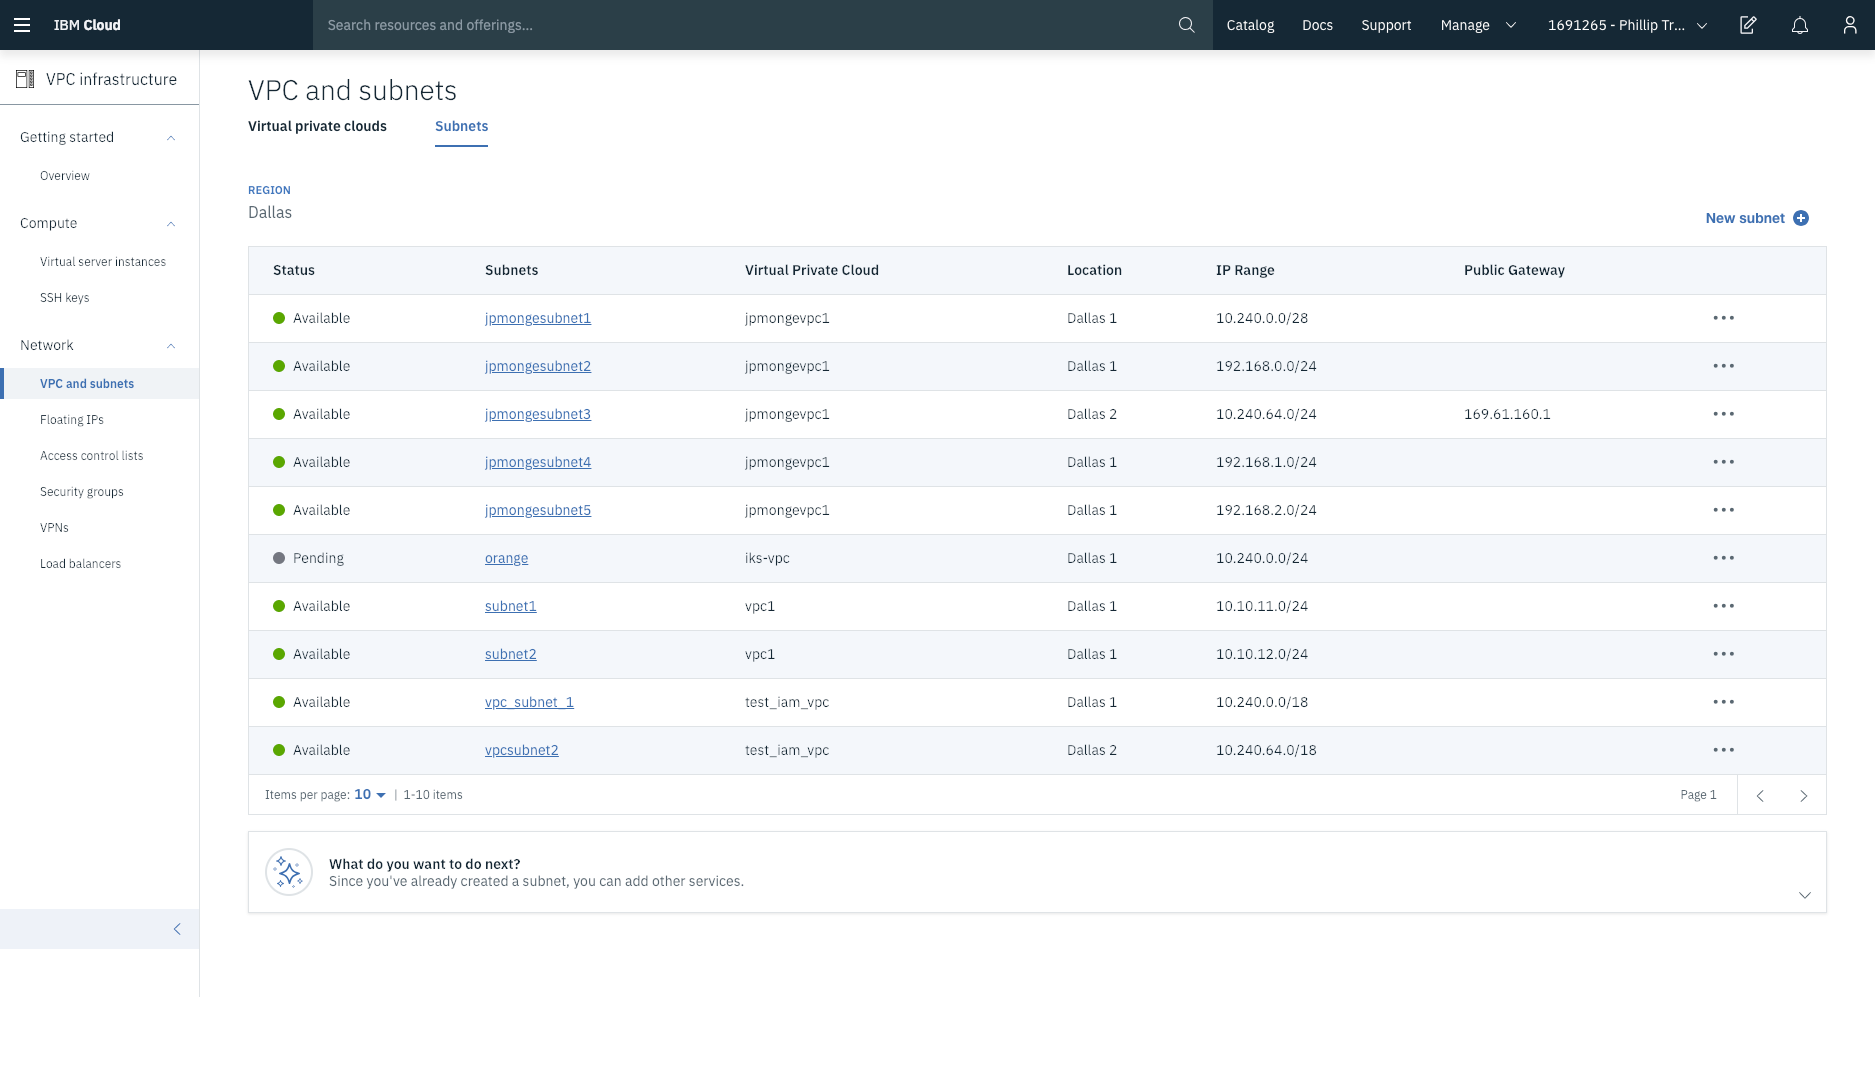 IBM Cloud
Search resources and offerings...
Catalog Docs Support Manage 1691265 - Phillip Tr...
VPC infrastructure
Getting started
Overview
Compute
Virtual server instances
SSH keys
Network
VPC and subnets
Floating IPs
Access control lists
Security groups
VPNs
Load balancers
VPC and subnets
Virtual private clouds Subnets
REGION
Dallas
New subnet
Status Subnets Virtual Private Cloud Location IP Range Public Gateway
Available jpmongesubnet1 jpmongevpc1 Dallas 1 10.240.0.0/28
Available jpmongesubnet2 jpmongevpc1 Dallas 1 192.168.0.0/24
Available jpmongesubnet3 jpmongevpc1 Dallas 2 10.240.64.0/24 169.61.160.1
Available jpmongesubnet4 jpmongevpc1 Dallas 1 192.168.1.0/24
Available jpmongesubnet5 jpmongevpc1 Dallas 1 192.168.2.0/24
Pending orange iks-vpc Dallas 1 10.240.0.0/24
Available subnet1 vpc1 Dallas 1 10.10.11.0/24
Available subnet2 vpc1 Dallas 1 10.10.12.0/24
Available vpc_subnet_1 test_iam_vpc Dallas 1 10.240.0.0/18
Available vpcsubnet2 test_iam_vpc Dallas 2 10.240.64.0/18
Items per page: 10 | 1-10 items Page 1
What do you want to do next?
Since you've already created a subnet, you can add other services.